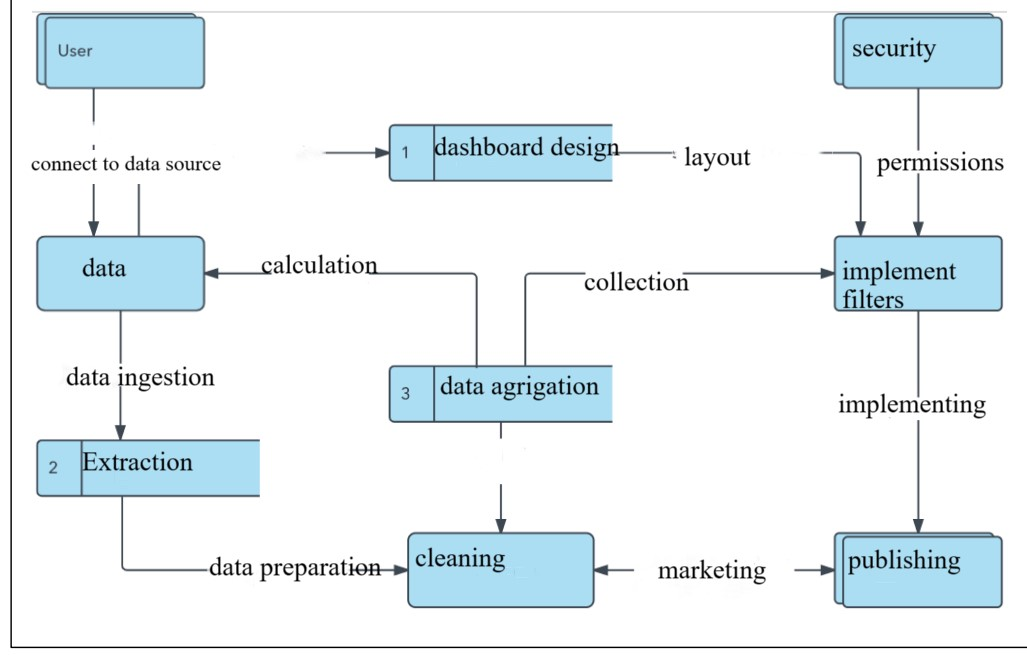 User
security
1
dashboard design
layout
connect to data source
permissions
data
calculation
collection
implement
filters
data ingestion
3
data agrigation
implementing
2
Extraction
data preparation
cleaning
marketing
publishing